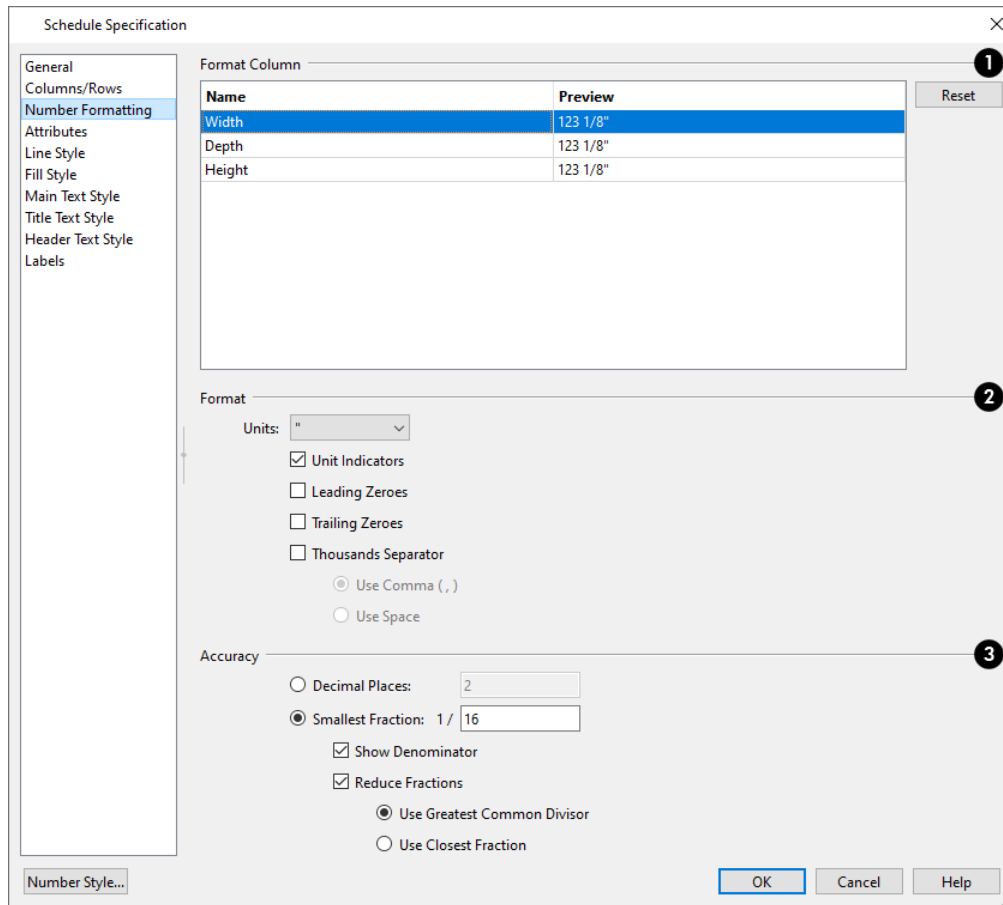 Schedule Specification
General
Columns/Rows
Number Formatting
Attributes
Line Style
Fill Style
Main Text Style
Title Text Style
Header Text Style
Labels
Format Column
1
Name Preview
Reset
Width 123 1/8"
Depth 123 1/8"
Height 123 1/8"
Format
2
Units: "
Unit Indicators
Leading Zeroes
Trailing Zeroes
Thousands Separator
Use Comma ( , )
Use Space
Accuracy
3
Decimal Places: 2
Smallest Fraction: 1 / 16
Show Denominator
Reduce Fractions
Use Greatest Common Divisor
Use Closest Fraction
Number Style... OK Cancel Help